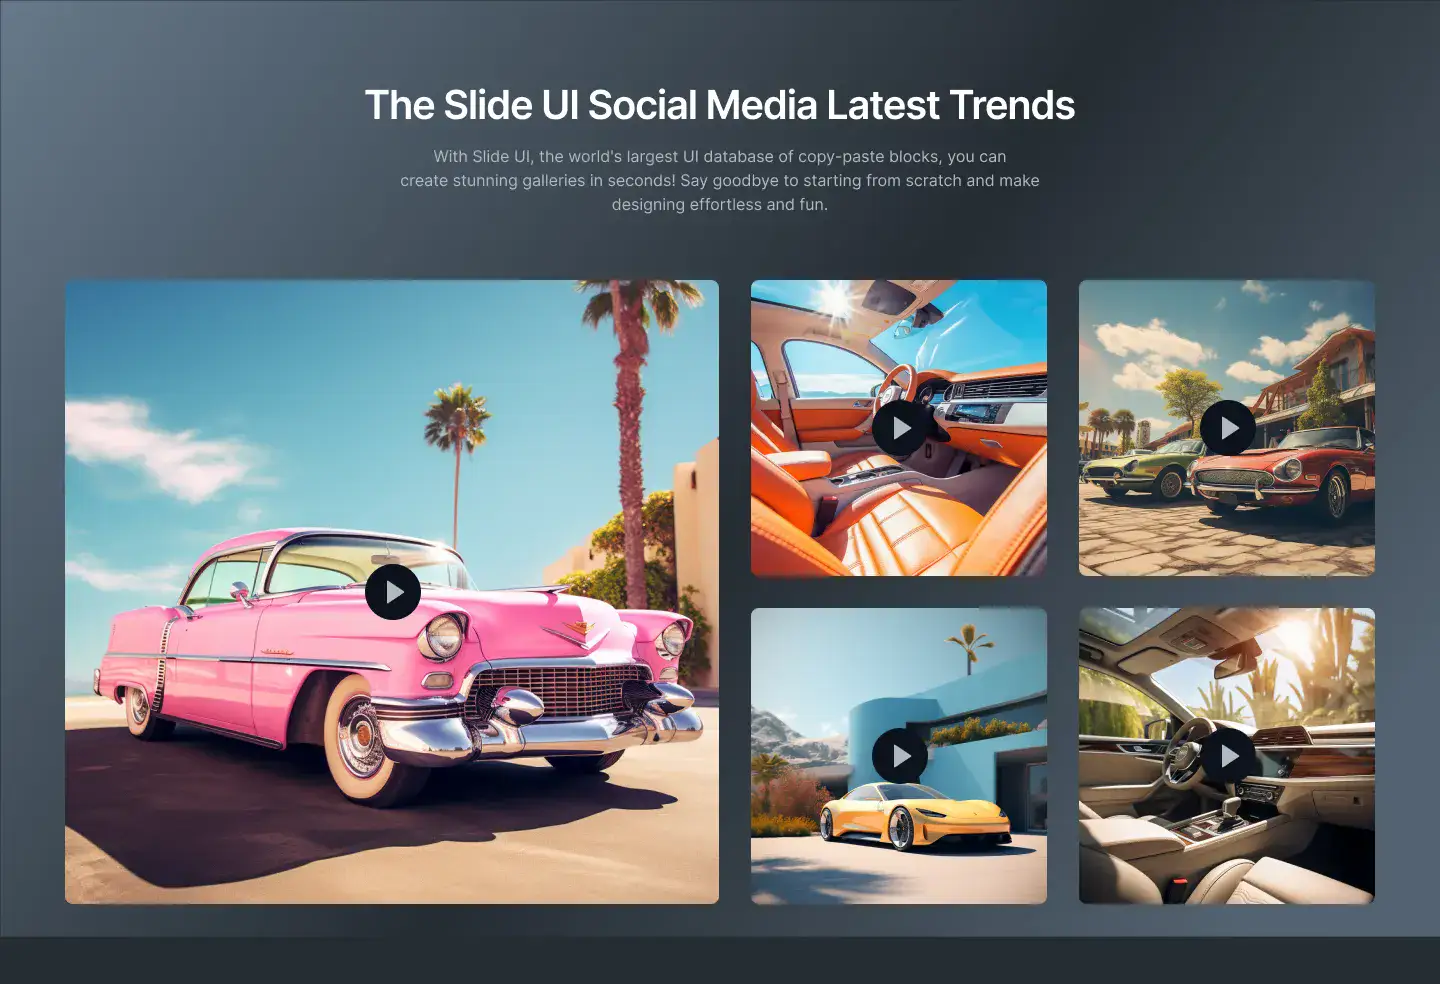 The Slide UI Social Media Latest Trends
With Slide UI, the world's largest UI database of copy-paste blocks, you can
create stunning galleries in seconds! Say goodbye to starting from scratch and make
designing effortless and fun.